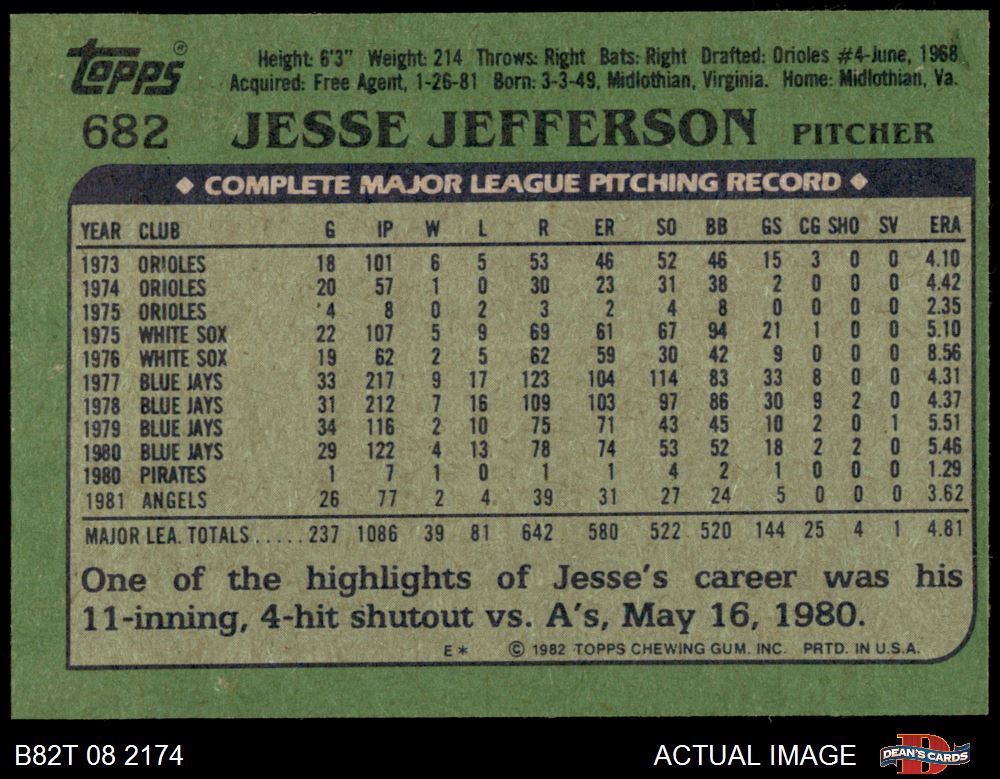 Topps ®
Height: 6'3" Weight: 214 Throws: Right Bats: Right Drafted: Orioles #4-June, 1968
Acquired: Free Agent, 1-26-81 Born: 3-3-49, Midlothian, Virginia. Home: Midlothian, Va.
682 JESSE JEFFERSON PITCHER
◆ COMPLETE MAJOR LEAGUE PITCHING RECORD ◆
YEAR CLUB G IP W L R ER SO BB GS CG SHO SV ERA
1973 ORIOLES 18 101 6 5 53 46 52 46 15 3 0 0 4.10
1974 ORIOLES 20 57 1 0 30 23 31 38 2 0 0 0 4.42
1975 ORIOLES 4 8 0 2 3 2 4 8 0 0 0 0 2.35
1975 WHITE SOX 22 107 5 9 69 61 67 94 21 1 0 0 5.10
1976 WHITE SOX 19 62 2 5 62 59 30 42 9 0 0 0 8.56
1977 BLUE JAYS 33 217 9 17 123 104 114 83 33 8 0 0 4.31
1978 BLUE JAYS 31 212 7 16 109 103 97 86 30 9 2 0 4.37
1979 BLUE JAYS 34 116 2 10 75 71 43 45 10 2 0 1 5.51
1980 BLUE JAYS 29 122 4 13 78 74 53 52 18 2 2 0 5.46
1980 PIRATES 1 7 1 0 1 1 4 2 1 0 0 0 1.29
1981 ANGELS 26 77 2 4 39 31 27 24 5 0 0 0 3.62
MAJOR LEA. TOTALS.....237 1086 39 81 642 580 522 520 144 25 4 1 4.81
One of the highlights of Jesse's career was his
11-inning, 4-hit shutout vs. A's, May 16, 1980.
E* © 1982 TOPPS CHEWING GUM. INC. PRTD. IN U.S.A.
B82T 08 2174 ACTUAL IMAGE DEAN'S CARDS